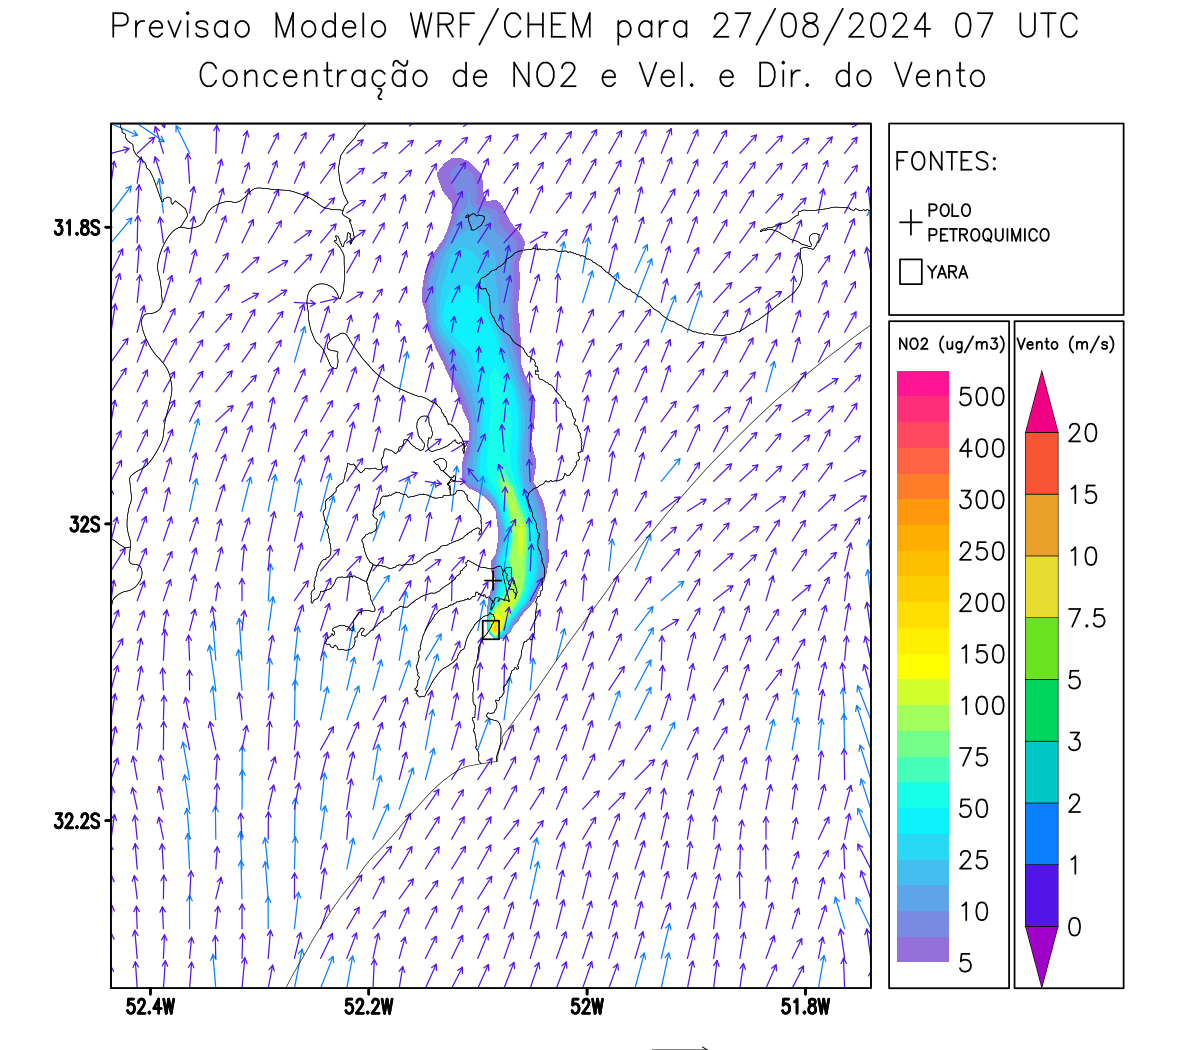 Previsao Modelo WRF/CHEM para 27/08/2024 07 UTC
Concentração de NO2 e Vel. e Dir. do Vento
FONTES:
POLO
PETROQUIMICO
YARA
NO2 (ug/m3)
500
400
300
250
200
150
100
75
50
25
10
5
Vento (m/s)
20
15
10
7.5
5
3
2
1
0
31.8S
32S
32.2S
52.4W
52.2W
52W
51.8W